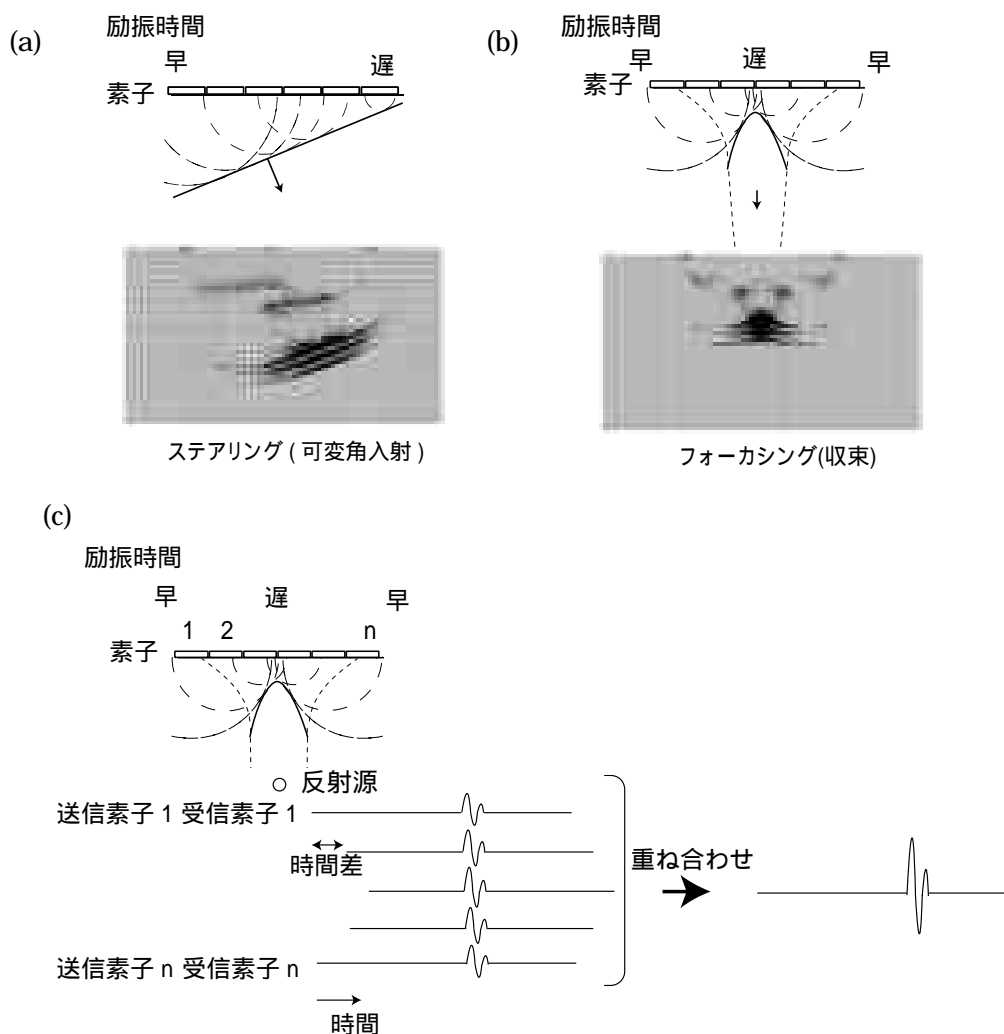 (a)
励振時間
早 遅
素子
ステアリング ( 可変角入射 )
(b)
励振時間
早 遅 早
フォーカシング(収束)
(c)
励振時間
早 遅 早
1 2 n
素子
反射源
送信素子 1 受信素子 1
時間差
送信素子 n 受信素子 n
時間
重ね合わせ